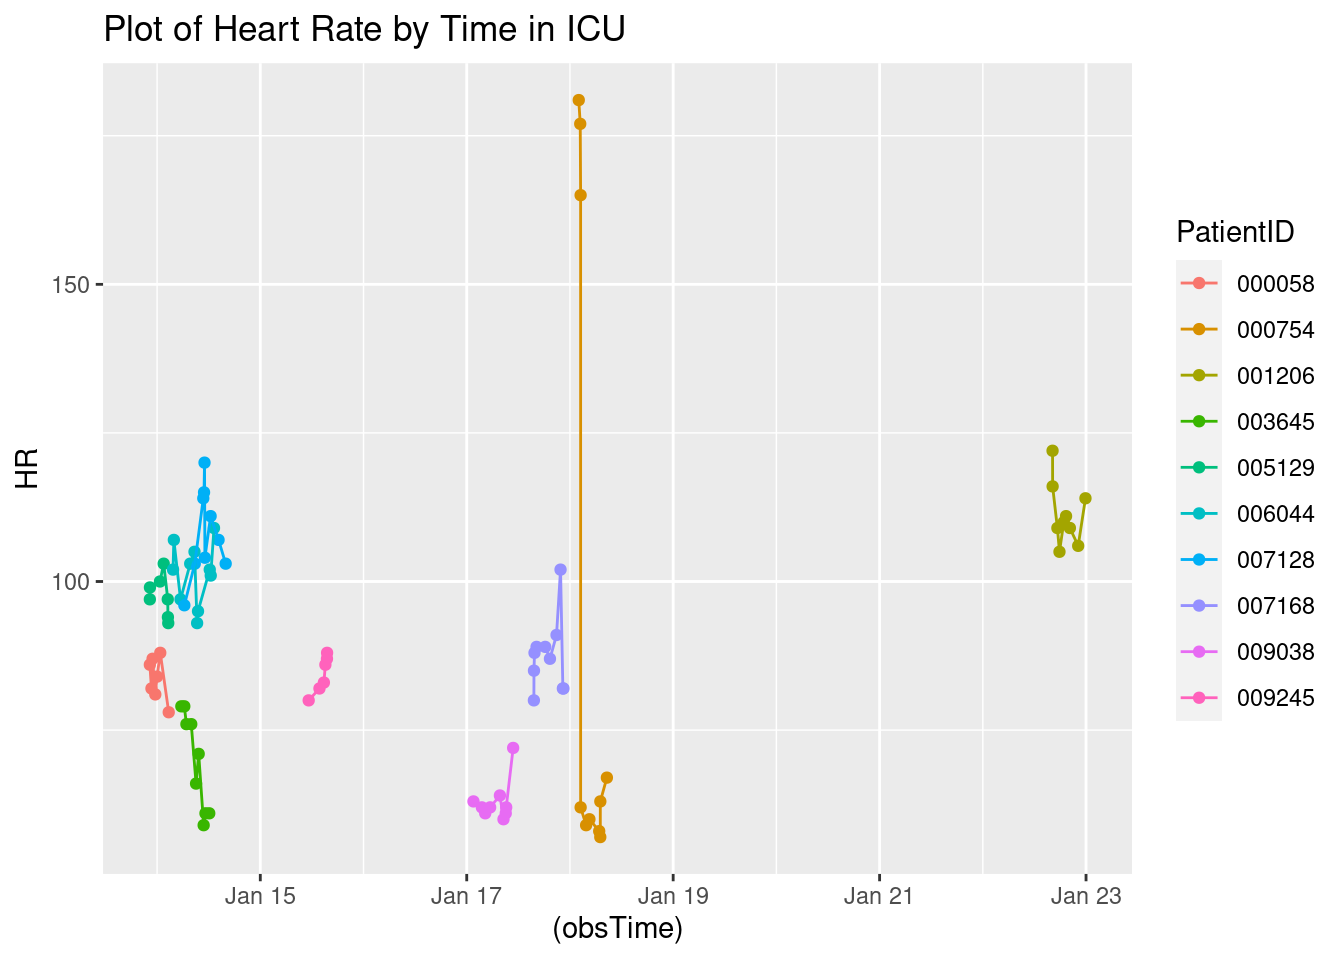 Plot of Heart Rate by Time in ICU
HR
150
100
Jan 15
Jan 17
Jan 19
Jan 21
Jan 23
(obsTime)
PatientID
000058
000754
001206
003645
005129
006044
007128
007168
009038
009245